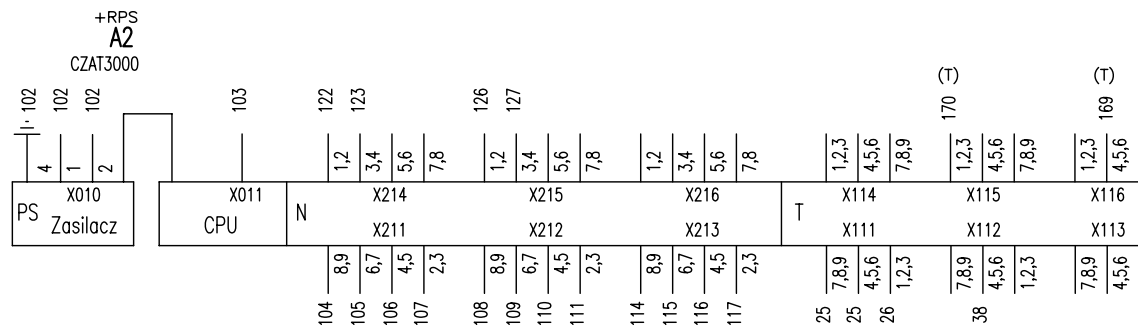 +RPS
A2
CZAT3000
(T) (T)
102 102 102 103 122 123 126 127 170 169
4 1 2 1,2 3,4 5,6 7,8 1,2 3,4 5,6 7,8 1,2 3,4 5,6 7,8 1,2,3 4,5,6 7,8,9 1,2,3 4,5,6 7,8,9 1,2,3 4,5,6
X010 X011 X214 X215 X216 X114 X115 X116
PS Zasilacz CPU N T
X211 X212 X213 X111 X112 X113
8,9 6,7 4,5 2,3 8,9 6,7 4,5 2,3 8,9 6,7 4,5 2,3 7,8,9 4,5,6 1,2,3 7,8,9 4,5,6 1,2,3 7,8,9 4,5,6
104 105 106 107 108 109 110 111 114 115 116 117 25 25 26 38